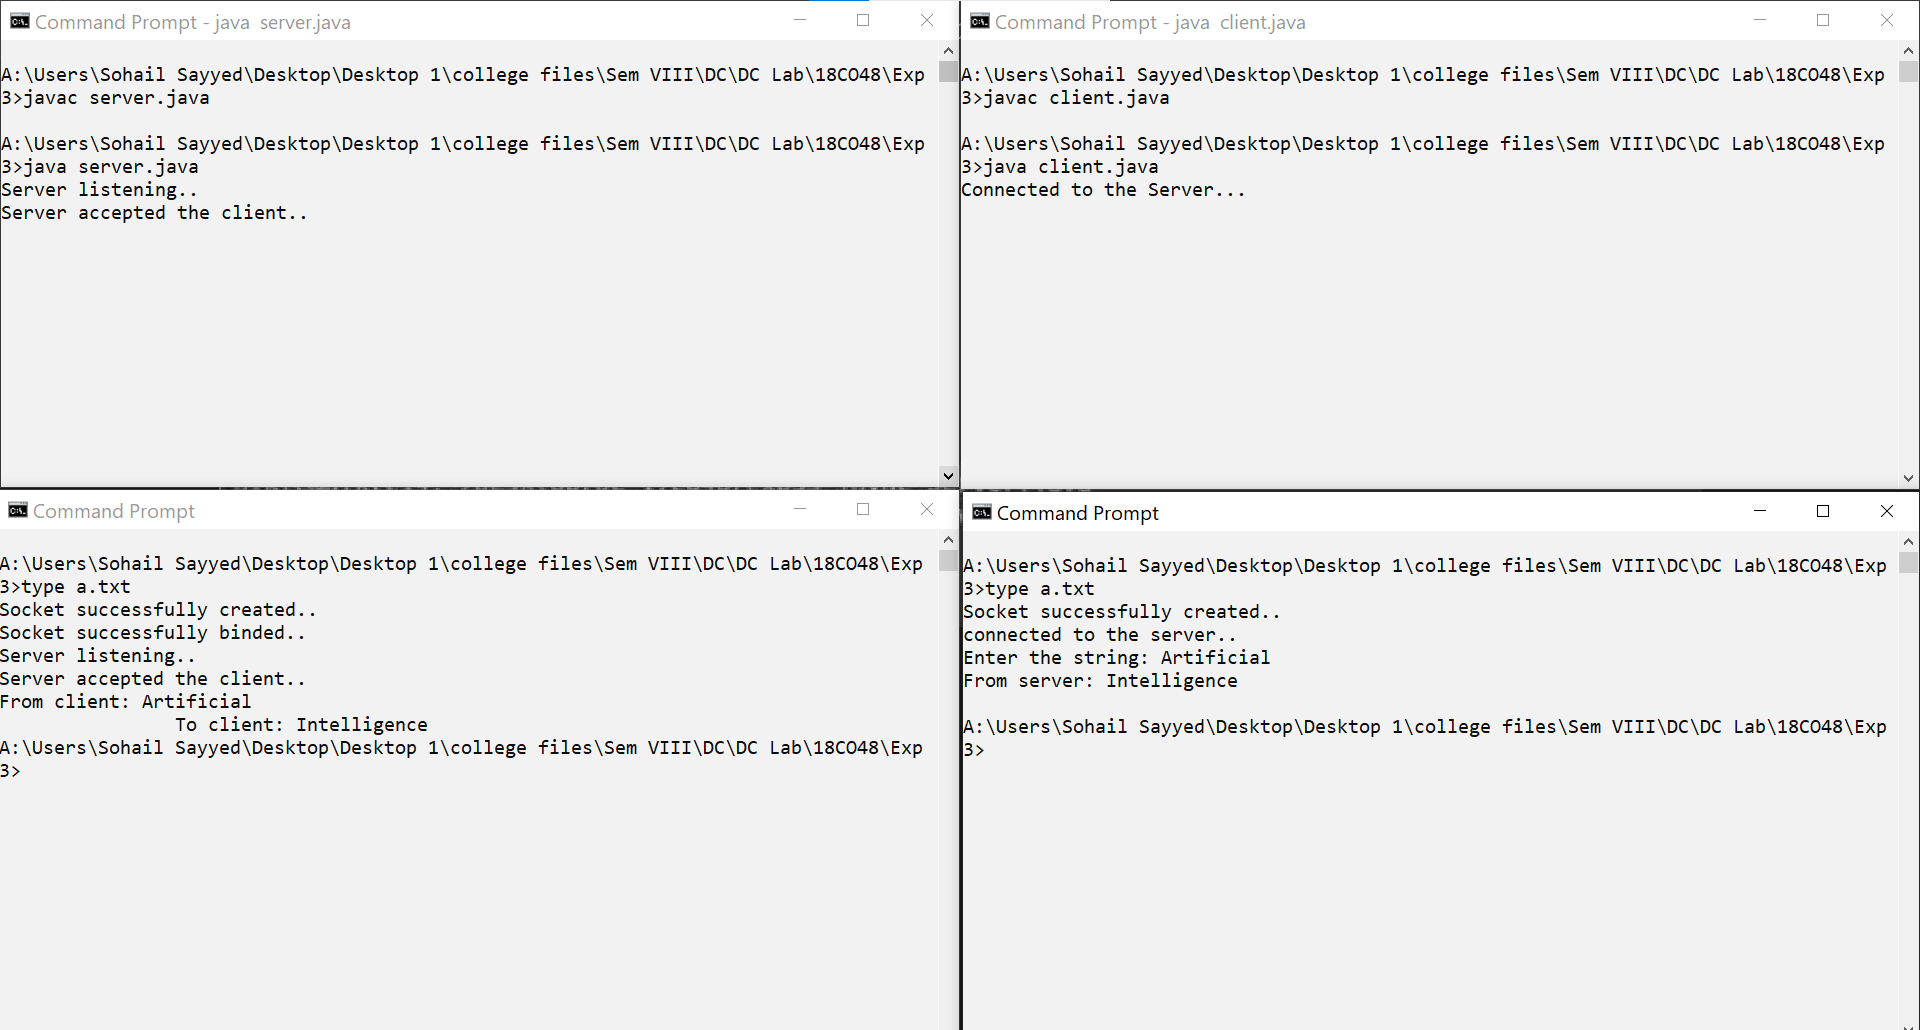 Command Prompt - java  server.java
A:\Users\Sohail Sayyed\Desktop\Desktop 1\college files\Sem VIII\DC\DC Lab\18CO48\Exp
3>javac server.java
A:\Users\Sohail Sayyed\Desktop\Desktop 1\college files\Sem VIII\DC\DC Lab\18CO48\Exp
3>java server.java
Server listening..
Server accepted the client..
Command Prompt - java  client.java
A:\Users\Sohail Sayyed\Desktop\Desktop 1\college files\Sem VIII\DC\DC Lab\18CO48\Exp
3>javac client.java
A:\Users\Sohail Sayyed\Desktop\Desktop 1\college files\Sem VIII\DC\DC Lab\18CO48\Exp
3>java client.java
Connected to the Server...
Command Prompt
A:\Users\Sohail Sayyed\Desktop\Desktop 1\college files\Sem VIII\DC\DC Lab\18CO48\Exp
3>type a.txt
Socket successfully created..
Socket successfully binded..
Server listening..
Server accepted the client..
From client: Artificial
To client: Intelligence
A:\Users\Sohail Sayyed\Desktop\Desktop 1\college files\Sem VIII\DC\DC Lab\18CO48\Exp
3>
Command Prompt
A:\Users\Sohail Sayyed\Desktop\Desktop 1\college files\Sem VIII\DC\DC Lab\18CO48\Exp
3>type a.txt
Socket successfully created..
connected to the server..
Enter the string: Artificial
From server: Intelligence
A:\Users\Sohail Sayyed\Desktop\Desktop 1\college files\Sem VIII\DC\DC Lab\18CO48\Exp
3>